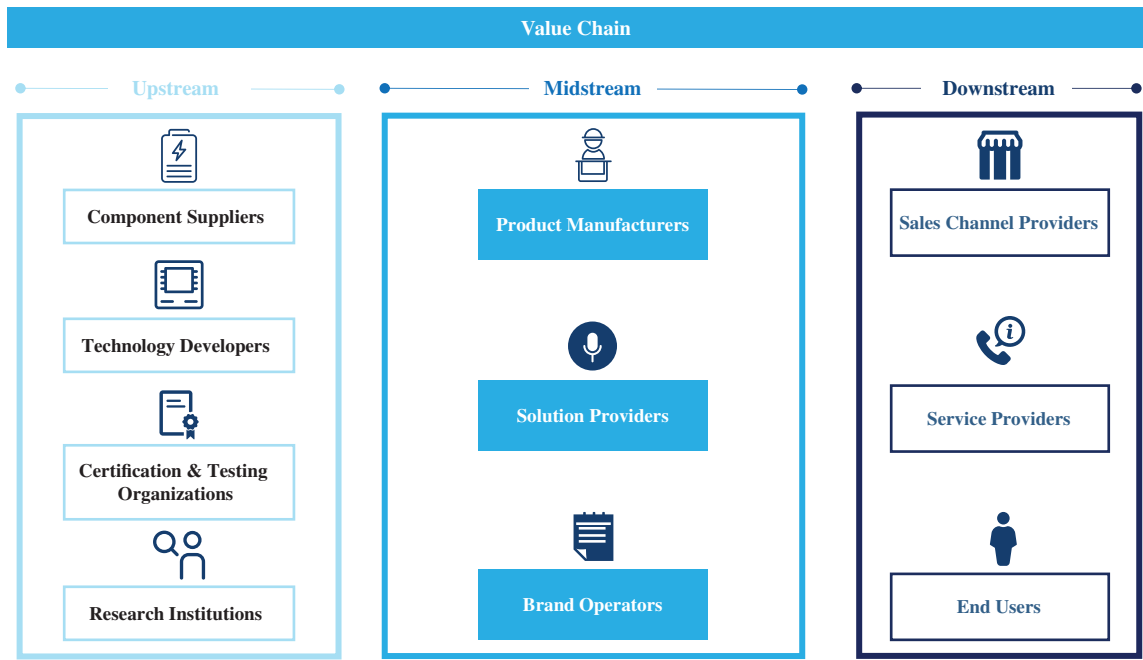 Value Chain
Upstream
Component Suppliers
Technology Developers
Certification & Testing
Organizations
Research Institutions
Midstream
Product Manufacturers
Solution Providers
Brand Operators
Downstream
Sales Channel Providers
i
Service Providers
End Users